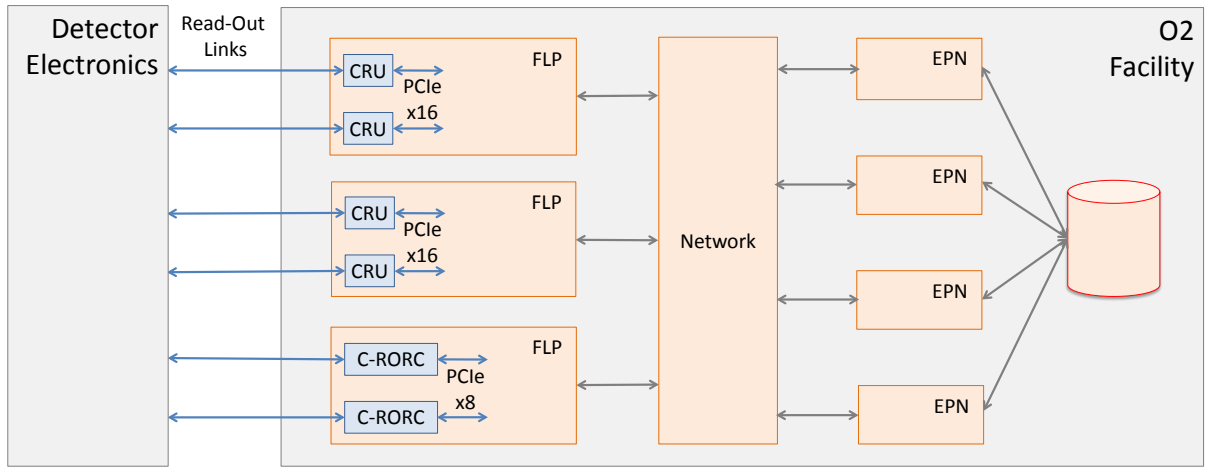 Detector
Electronics
Read-Out
Links
O2
Facility
FLP
CRU
PCIe
x16
CRU
FLP
CRU
PCIe
x16
CRU
FLP
C-RORC
PCIe
x8
C-RORC
Network
EPN
EPN
EPN
EPN